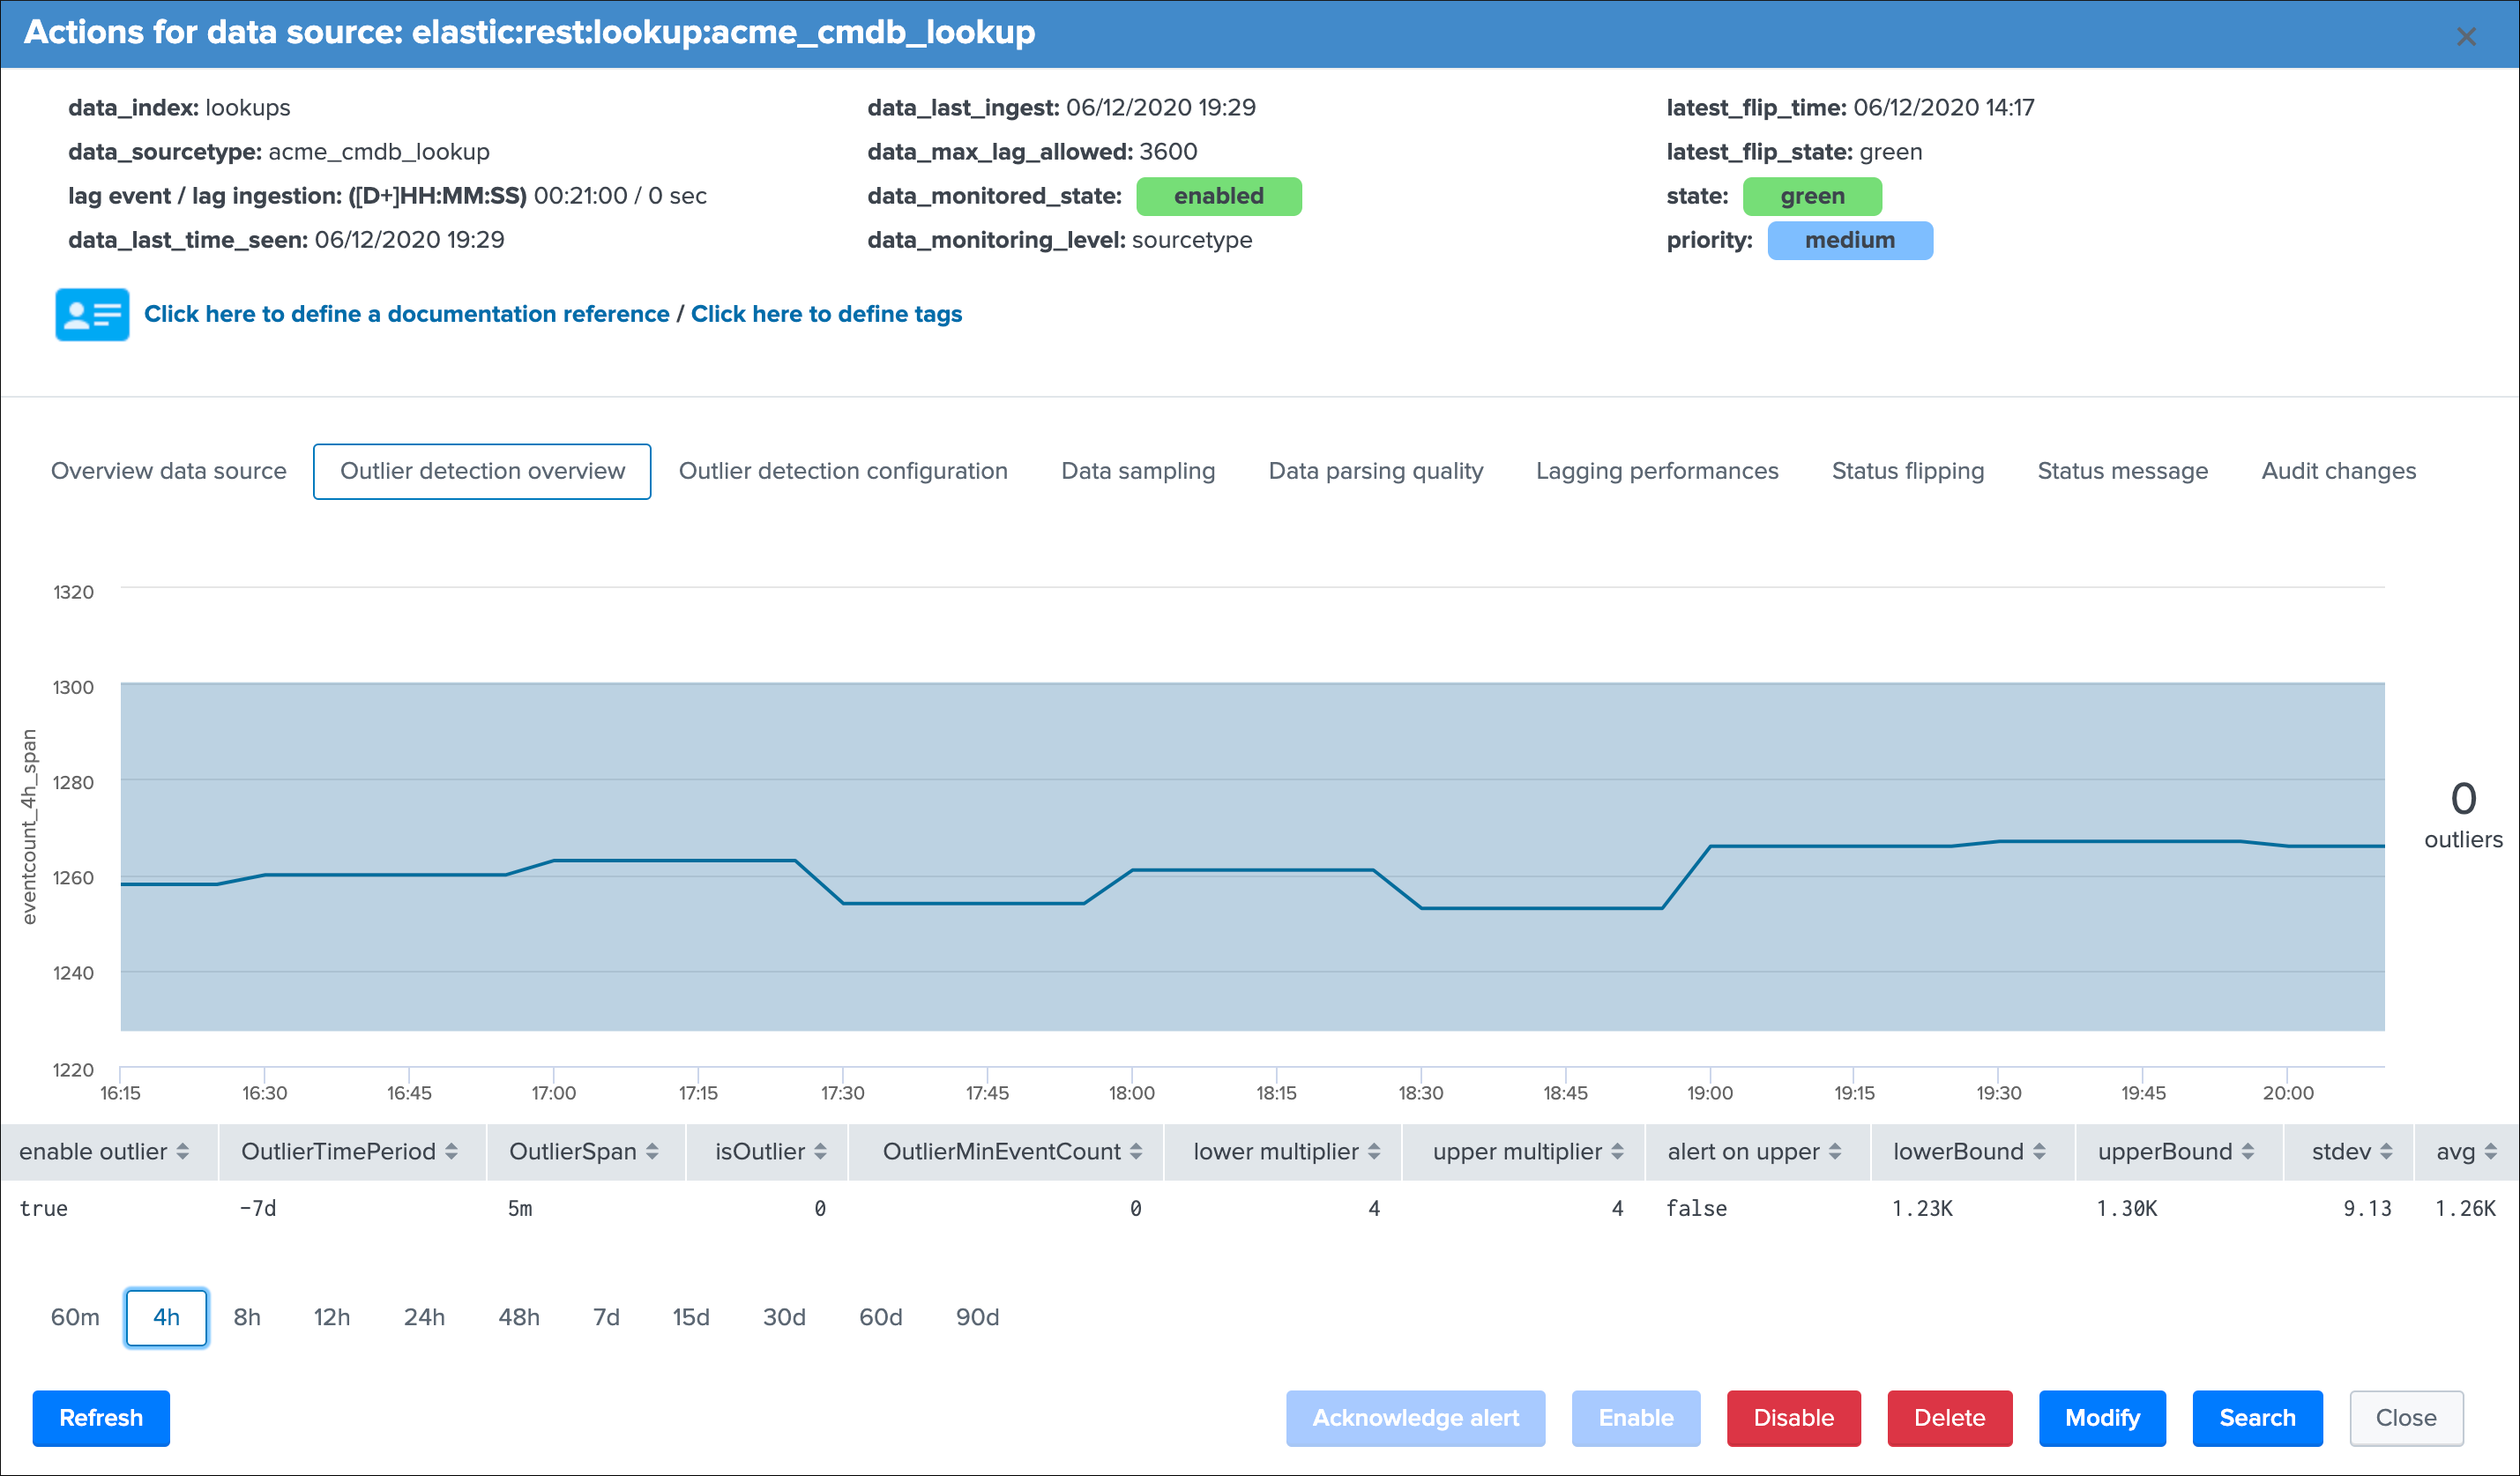 Actions for data source: elastic:rest:lookup:acme_cmdb_lookup
data_index: lookups
data_sourcetype: acme_cmdb_lookup
lag event / lag ingestion: ([D+]HH:MM:SS) 00:21:00 / 0 sec
data_last_time_seen: 06/12/2020 19:29
data_last_ingest: 06/12/2020 19:29
data_max_lag_allowed: 3600
data_monitored_state: enabled
data_monitoring_level: sourcetype
latest_flip_time: 06/12/2020 14:17
latest_flip_state: green
state: green
priority: medium
Click here to define a documentation reference / Click here to define tags
Overview data source Outlier detection overview Outlier detection configuration Data sampling Data parsing quality Lagging performances Status flipping Status message Audit changes
eventcount_4h_span
1320
1300
1280
1260
1240
1220
16:15 16:30 16:45 17:00 17:15 17:30 17:45 18:00 18:15 18:30 18:45 19:00 19:15 19:30 19:45 20:00
0
outliers
enable outlier OutlierTimePeriod OutlierSpan isOutlier OutlierMinEventCount lower multiplier upper multiplier alert on upper lowerBound upperBound stdev avg
true -7d 5m 0 0 4 4 false 1.23K 1.30K 9.13 1.26K
60m 4h 8h 12h 24h 48h 7d 15d 30d 60d 90d
Refresh Acknowledge alert Enable Disable Delete Modify Search Close